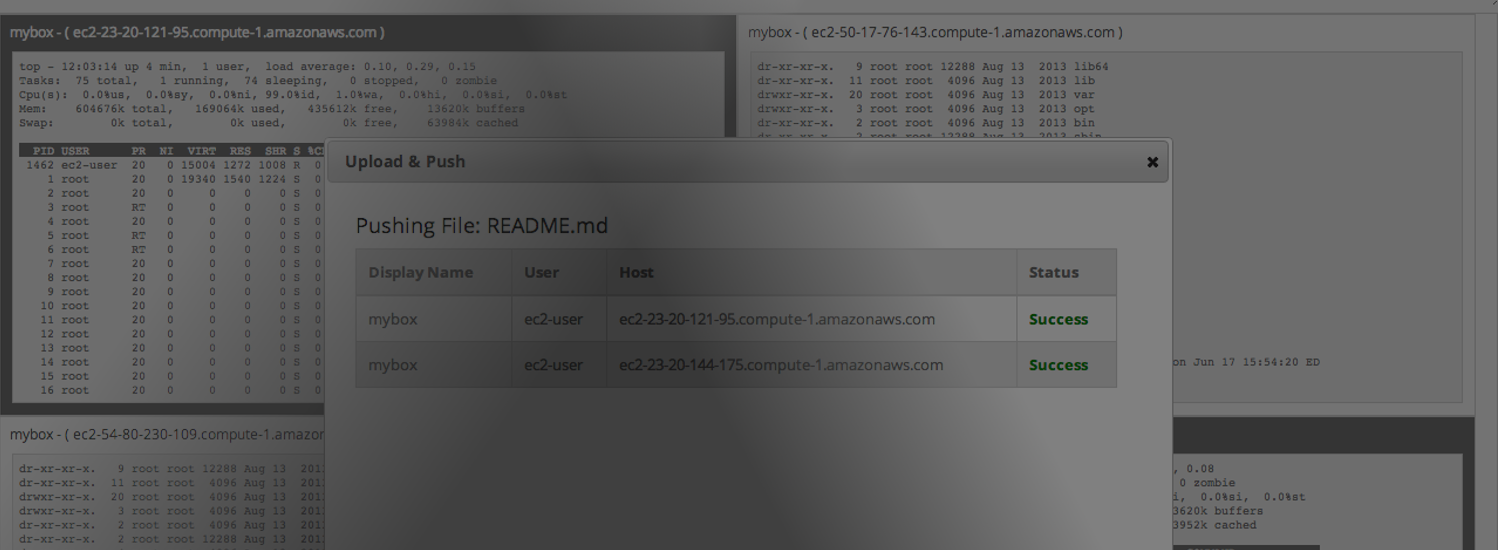 mybox - ( ec2-23-20-121-95.compute-1.amazonaws.com )
top - 12:03:14 up 4 min,  1 user,  load average: 0.10, 0.29, 0.15
Tasks:  75 total,   1 running,  74 sleeping,   0 stopped,   0 zombie
Cpu(s):  0.0%us,  0.0%sy,  0.0%ni, 99.0%id,  1.0%wa,  0.0%hi,  0.0%si,  0.0%st
Mem:    604676k total,   169064k used,   435612k free,    13620k buffers
Swap:        0k total,        0k used,        0k free,    63984k cached
PID USER      PR  NI  VIRT  RES  SHR S
1462 ec2-user  20   0 15004 1272 1008 R  0
1 root      20   0 19340 1540 1224 S  0
2 root      20   0     0    0    0 S  0
3 root      RT   0     0    0    0 S  0
4 root      20   0     0    0    0 S  0
5 root      RT   0     0    0    0 S  0
6 root      RT   0     0    0    0 S  0
7 root      20   0     0    0    0 S  0
8 root      20   0     0    0    0 S  0
9 root      20   0     0    0    0 S  0
10 root      20   0     0    0    0 S  0
11 root      20   0     0    0    0 S  0
12 root      20   0     0    0    0 S  0
13 root      20   0     0    0    0 S  0
14 root      20   0     0    0    0 S  0
15 root      20   0     0    0    0 S  0
16 root      20   0     0    0    0 S  0
mybox - ( ec2-50-17-76-143.compute-1.amazonaws.com )
dr-xr-xr-x.   9 root root 12288 Aug 13  2013 lib64
dr-xr-xr-x.  11 root root  4096 Aug 13  2013 lib
drwxr-xr-x.  20 root root  4096 Aug 13  2013 var
drwxr-xr-x.   3 root root  4096 Aug 13  2013 opt
dr-xr-xr-x.   2 root root  4096 Aug 13  2013 bin
dr-xr-xr-x.   2 root root 12288 Aug 13  2013 sbin
on Jun 17 15:54:20 ED
Upload & Push
Pushing File: README.md
Display Name User Host Status
mybox ec2-user ec2-23-20-121-95.compute-1.amazonaws.com Success
mybox ec2-user ec2-23-20-144-175.compute-1.amazonaws.com Success
mybox - ( ec2-54-80-230-109.compute-1.amazon
dr-xr-xr-x.   9 root root 12288 Aug 13  201
dr-xr-xr-x.  11 root root  4096 Aug 13  201
drwxr-xr-x.  20 root root  4096 Aug 13  201
drwxr-xr-x.   3 root root  4096 Aug 13  201
dr-xr-xr-x.   2 root root  4096 Aug 13  201
dr-xr-xr-x.   2 root root 12288 Aug 13  201
, 0.08
0 zombie
i,  0.0%si,  0.0%st
3620k buffers
3952k cached